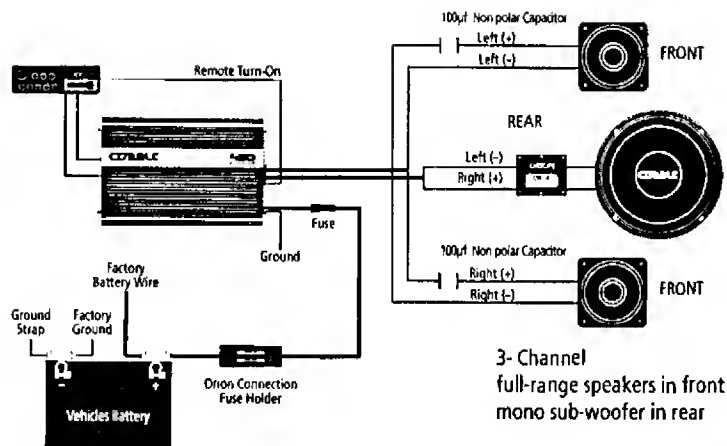 100µf Non polar Capacitor
Left (+)
Left (-)
FRONT
Remote Turn-On
REAR
Left (-)
Right (+)
Fuse
Ground
100µf Non polar Capacitor
Right (+)
Right (-)
FRONT
Factory
Battery Wire
Ground
Strap
Factory
Ground
-
+
Orion Connection
Fuse Holder
Vehicles Battery
3- Channel
full-range speakers in front
mono sub-woofer in rear